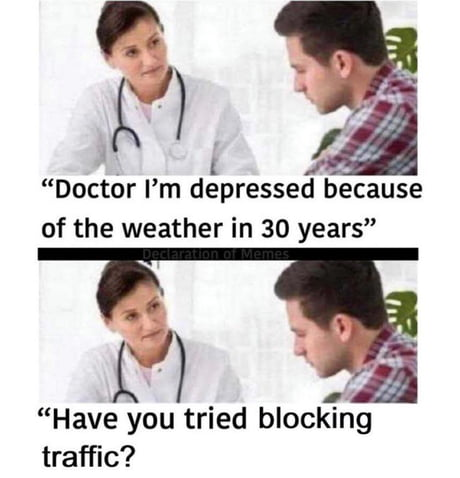 “Doctor I’m depressed because
of the weather in 30 years”
Declaration of Memes
“Have you tried blocking
traffic?